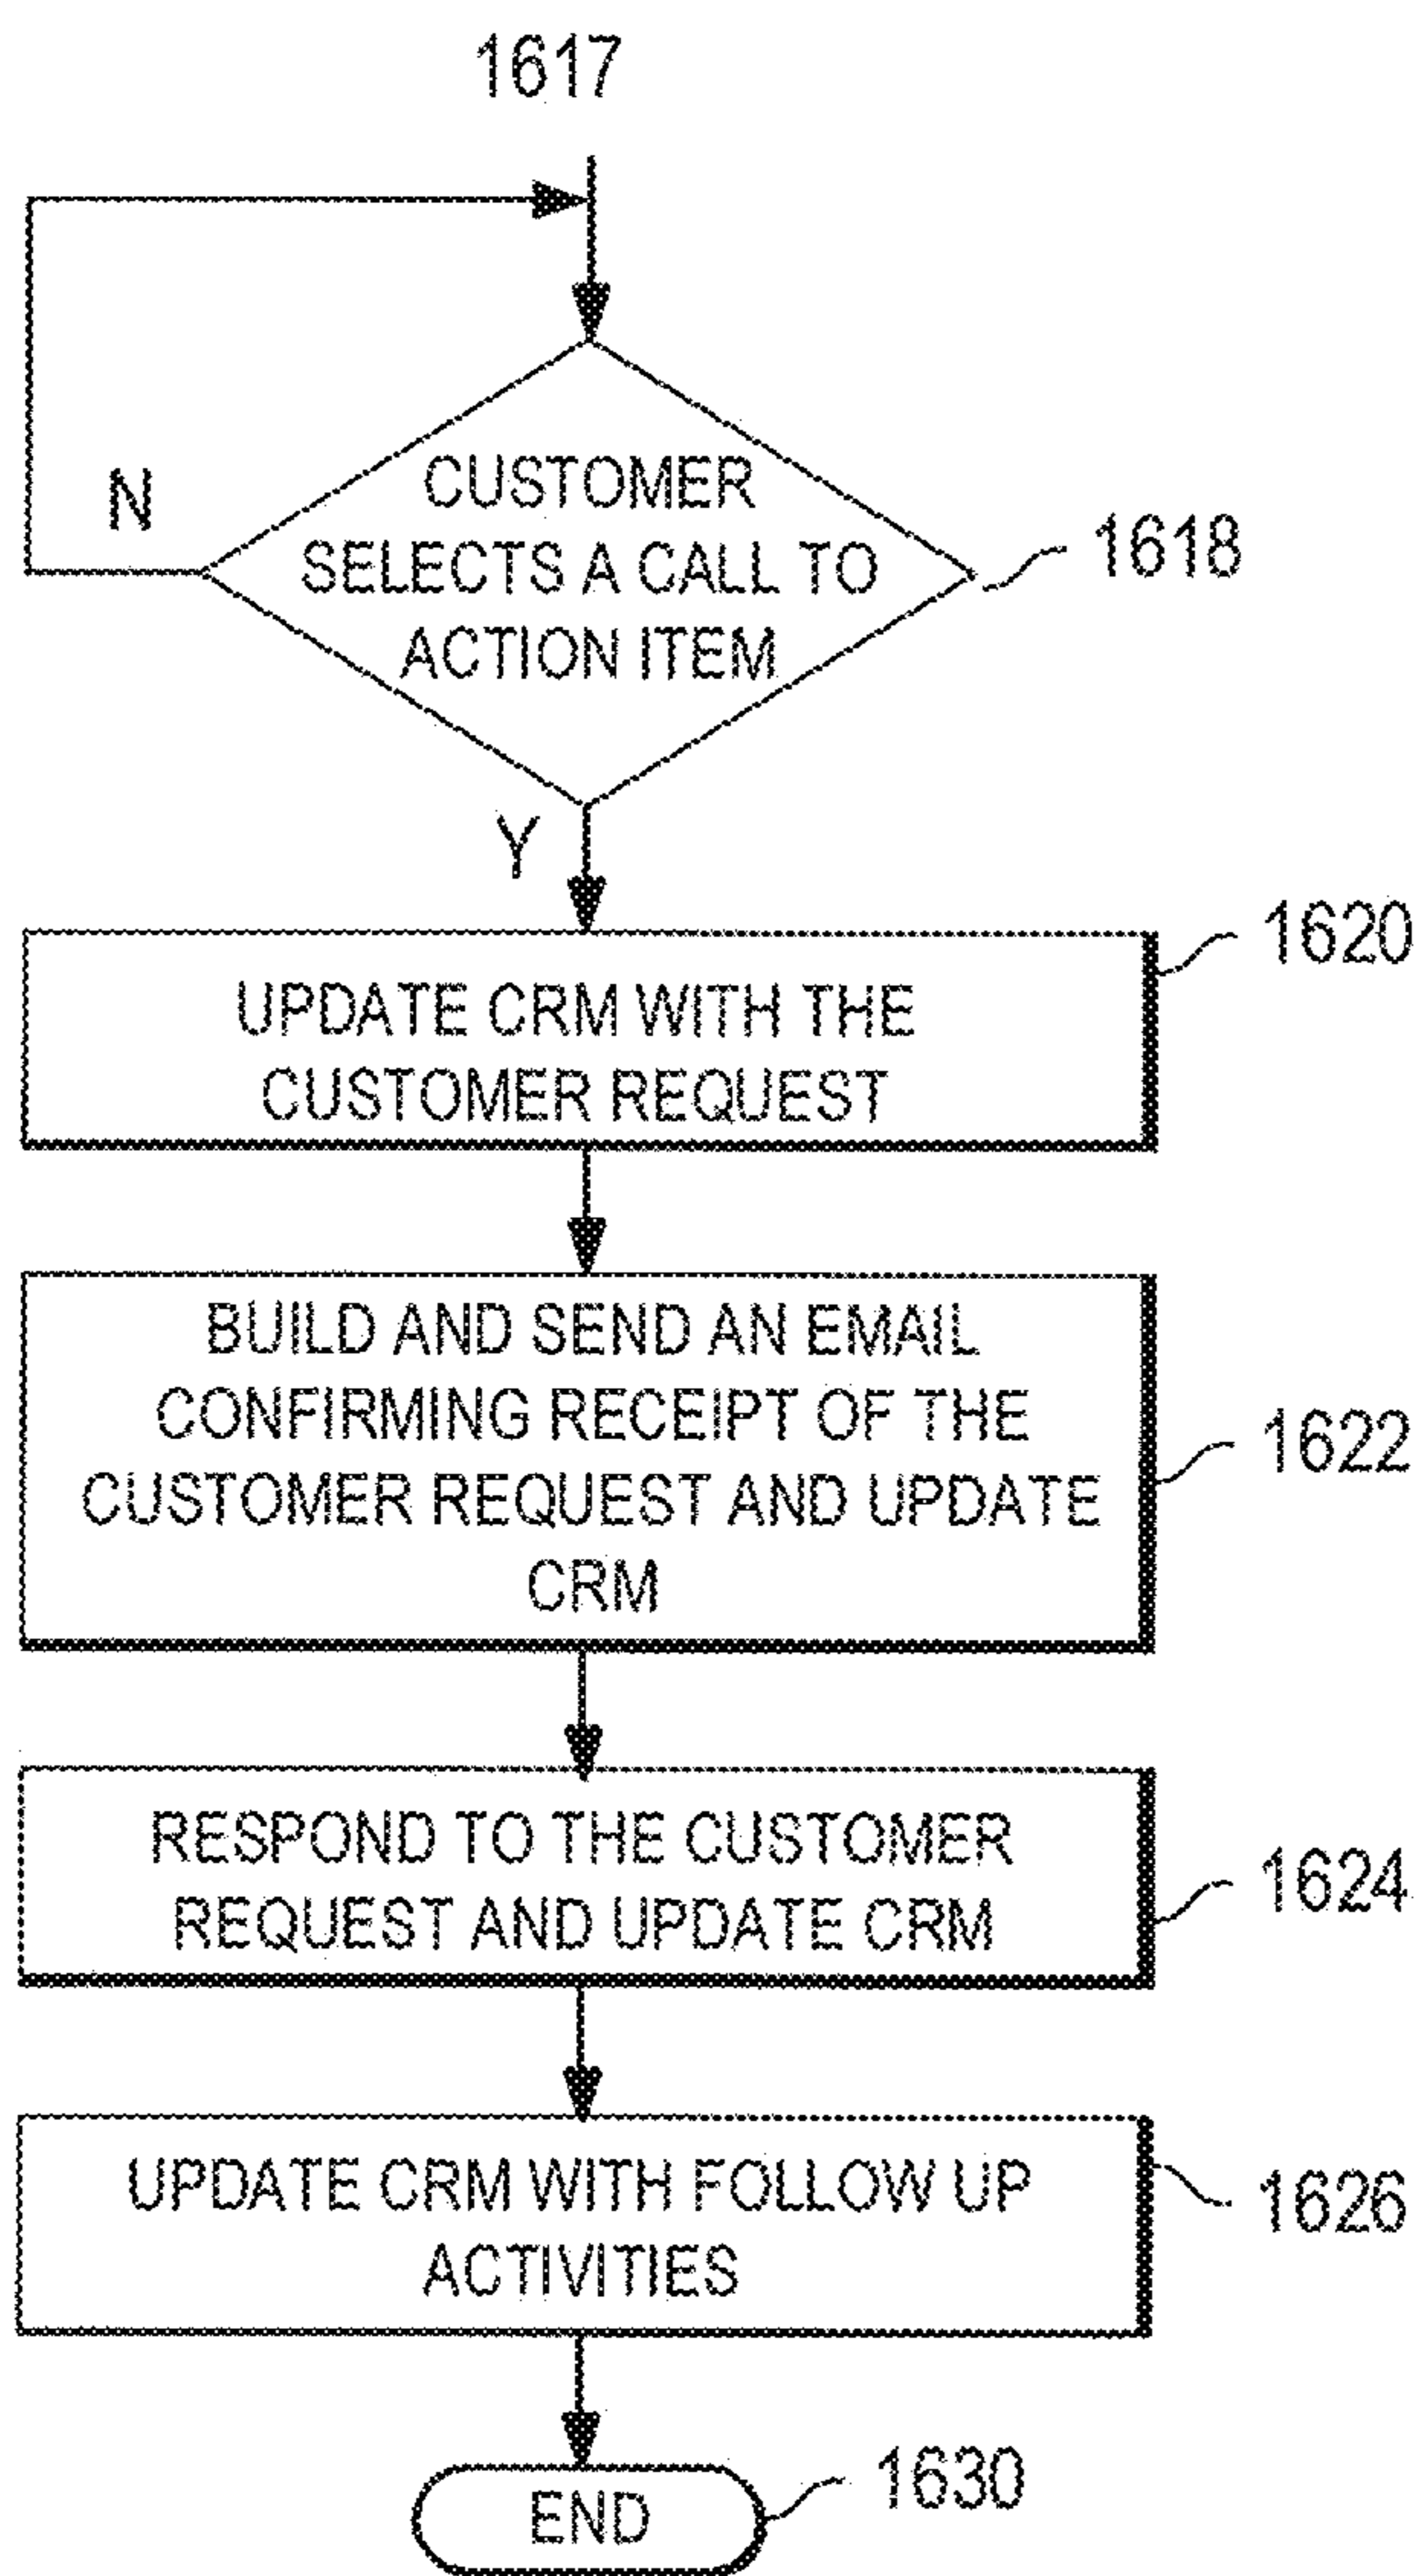 1617
N
CUSTOMER
SELECTS A CALL TO
ACTION ITEM
1618
Y
1620
UPDATE CRM WITH THE
CUSTOMER REQUEST
BUILD AND SEND AN EMAIL
CONFIRMING RECEIPT OF THE
CUSTOMER REQUEST AND UPDATE
CRM
1622
RESPOND TO THE CUSTOMER
REQUEST AND UPDATE CRM
1624
UPDATE CRM WITH FOLLOW UP
ACTIVITIES
1626
END
1630